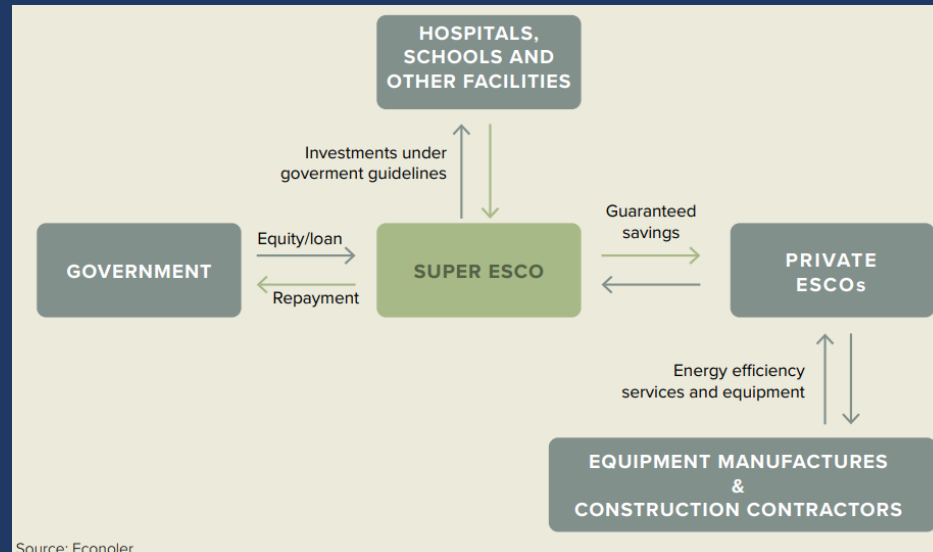 HOSPITALS,
SCHOOLS AND
OTHER FACILITIES
Investments under
goverment guidelines
Guaranteed
savings
GOVERNMENT
Equity/loan
Repayment
SUPER ESCO
PRIVATE
ESCOs
Energy efficiency
services and equipment
EQUIPMENT MANUFACTURES
&
CONSTRUCTION CONTRACTORS
Source: Econoler